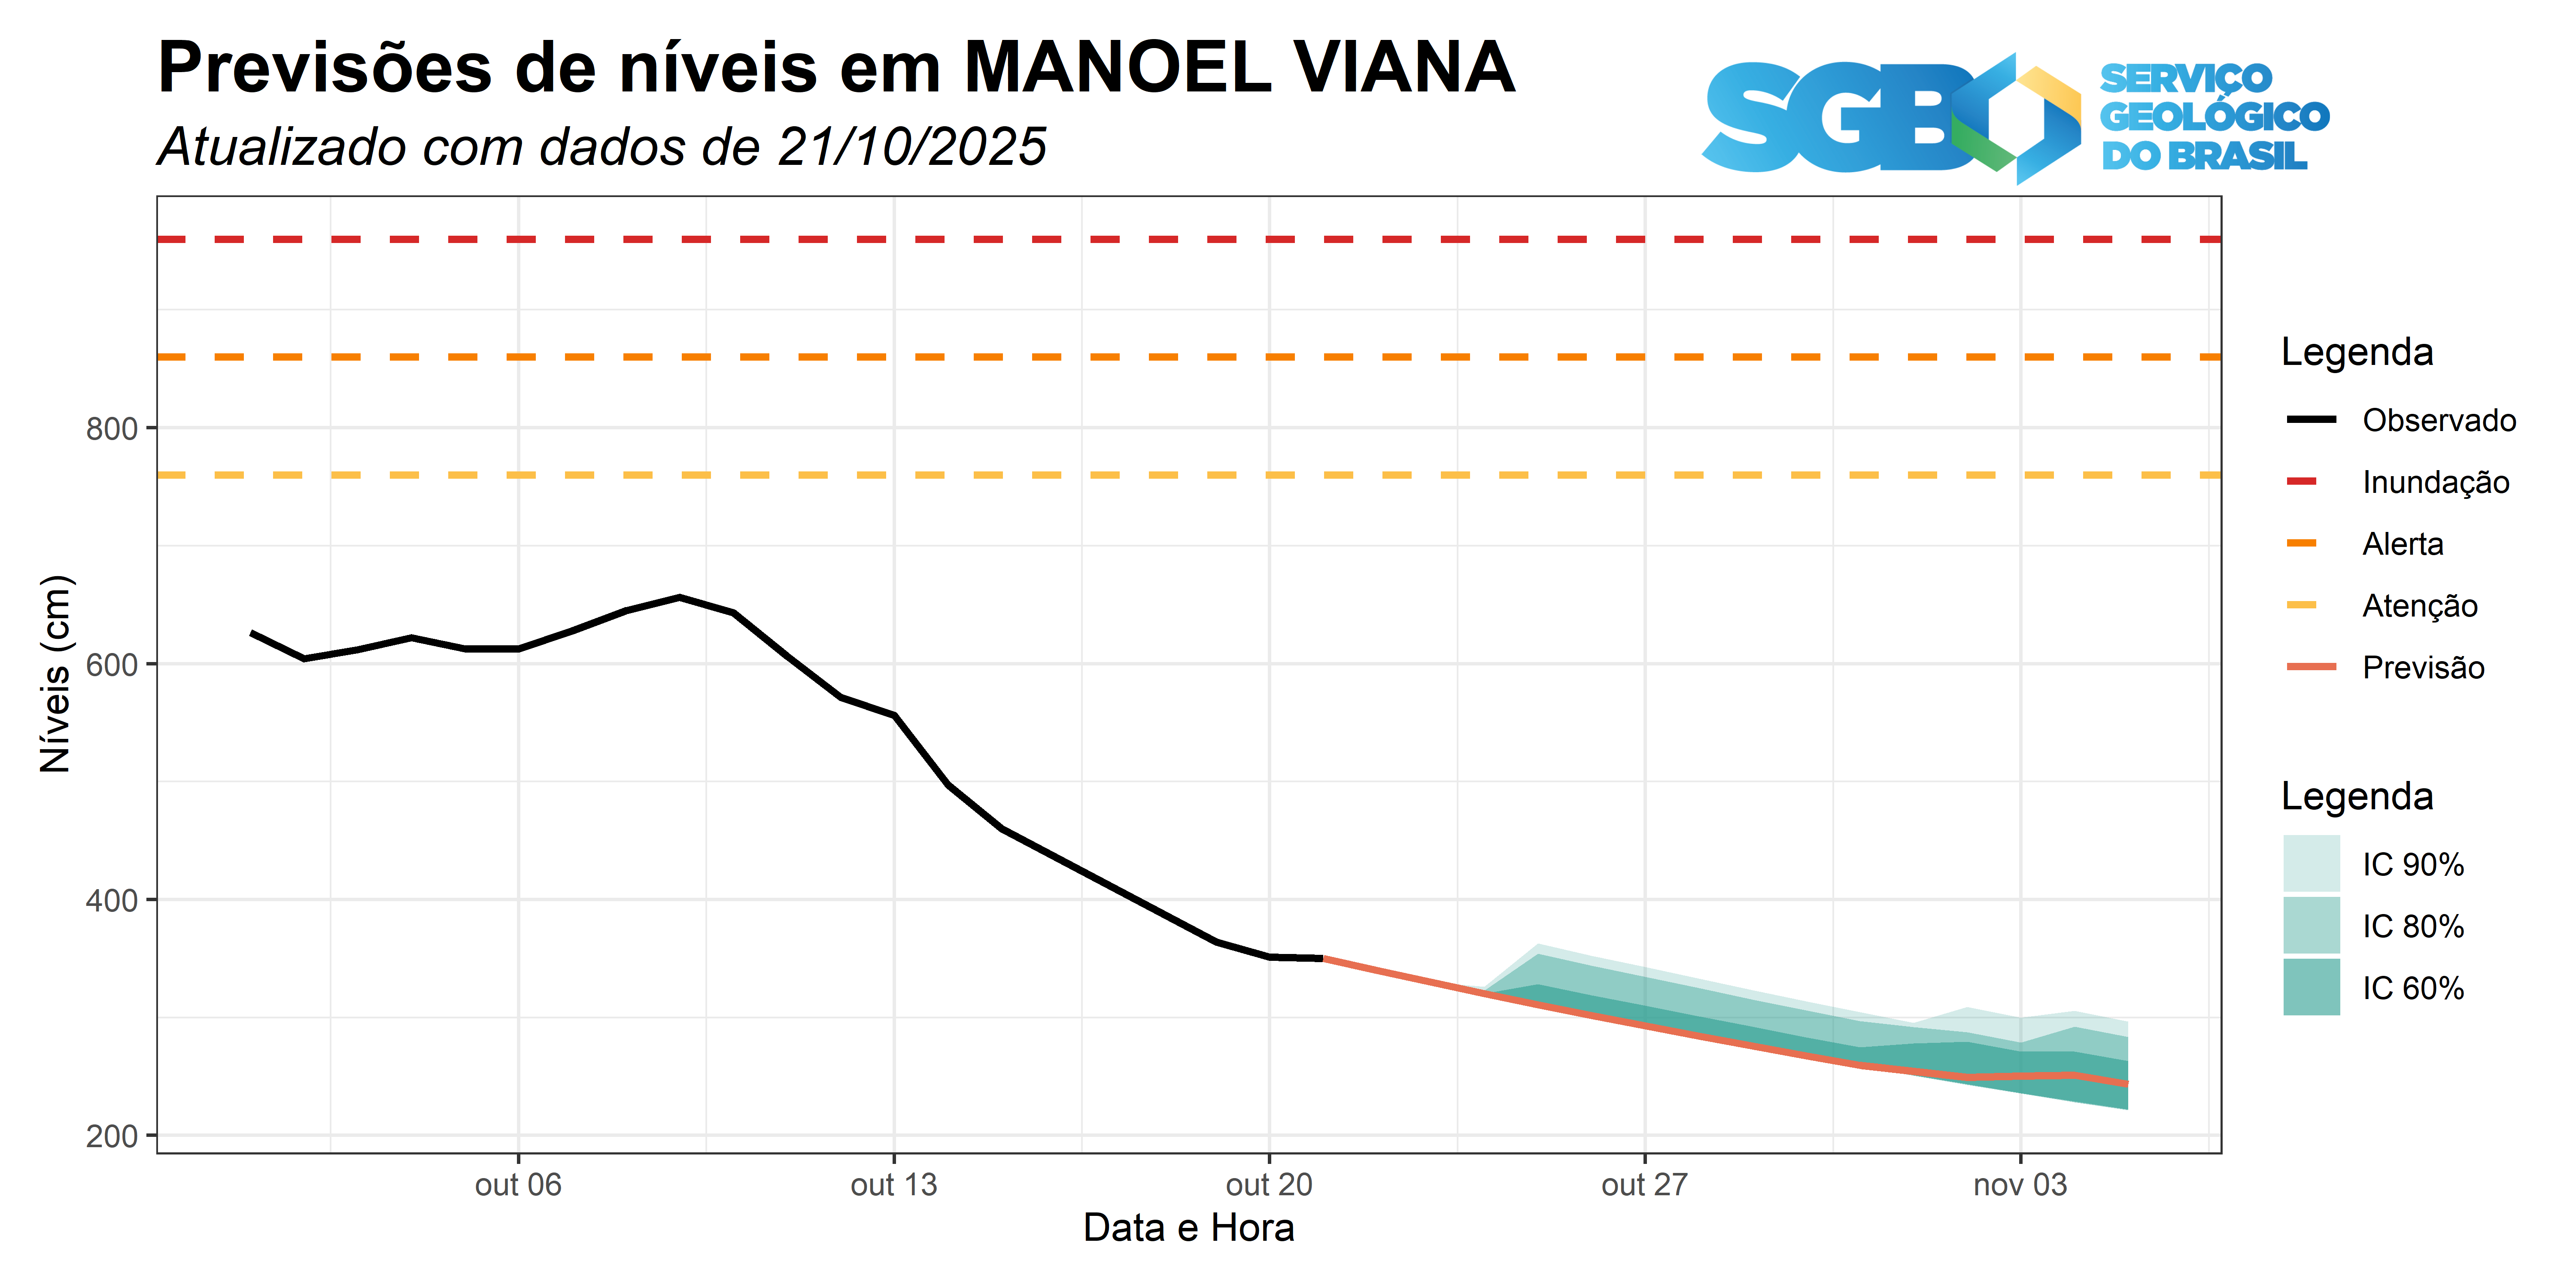 Previsões de níveis em MANOEL VIANA
Atualizado com dados de 21/10/2025
SGB
SERVIÇO
GEOLÓGICO
DO BRASIL
Níveis (cm)
800
600
400
200
out 06
out 13
out 20
out 27
nov 03
Data e Hora
Legenda
Observado
Inundação
Alerta
Atenção
Previsão
Legenda
IC 90%
IC 80%
IC 60%